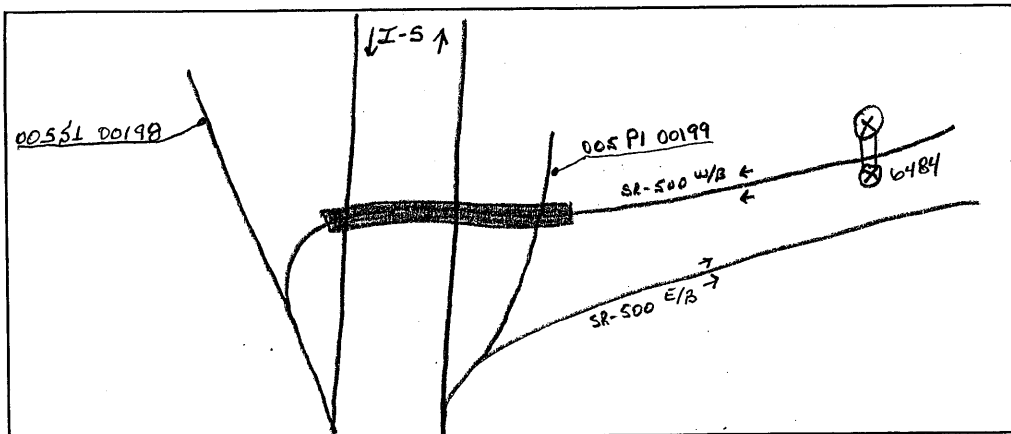 ↓ I-5 ↑
005S1 00198
005 P1 00199
SR-500 W/B
6484
SR-500 E/B